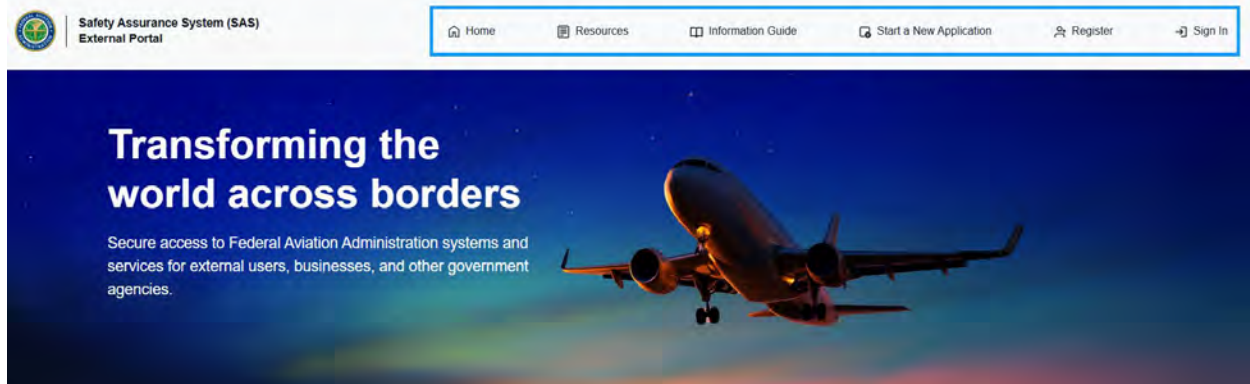 Safety Assurance System (SAS)
External Portal
Home
Resources
Information Guide
Start a New Application
Register
Sign In
Transforming the
world across borders
Secure access to Federal Aviation Administration systems and
services for external users, businesses, and other government
agencies.